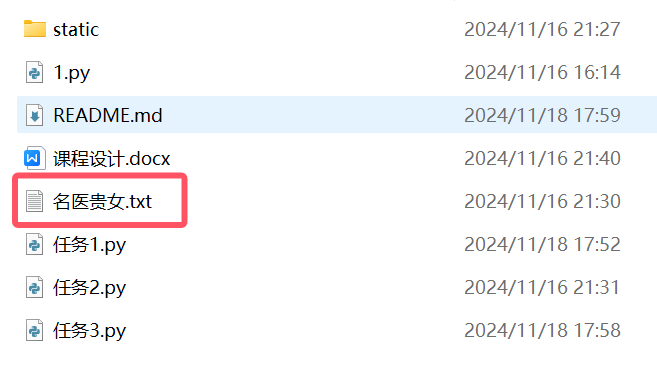 static 2024/11/16 21:27
1.py 2024/11/16 16:14
README.md 2024/11/18 17:59
课程设计.docx 2024/11/16 21:40
名医贵女.txt 2024/11/16 21:30
任务1.py 2024/11/18 17:52
任务2.py 2024/11/16 21:31
任务3.py 2024/11/18 17:58